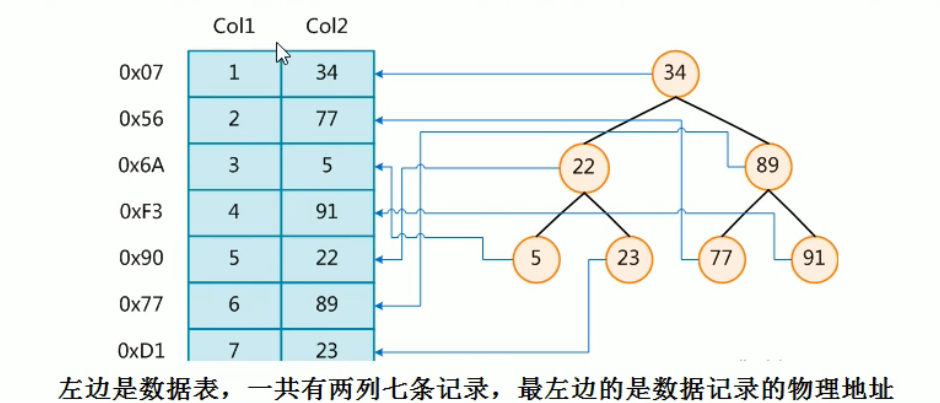 Col1 Col2
0x07 1 34 34
0x56 2 77
0x6A 3 5 22 89
0xF3 4 91
0x90 5 22 5 23 77 91
0x77 6 89
0xD1 7 23
左边是数据表，一共有两列七条记录，最左边的是数据记录的物理地址